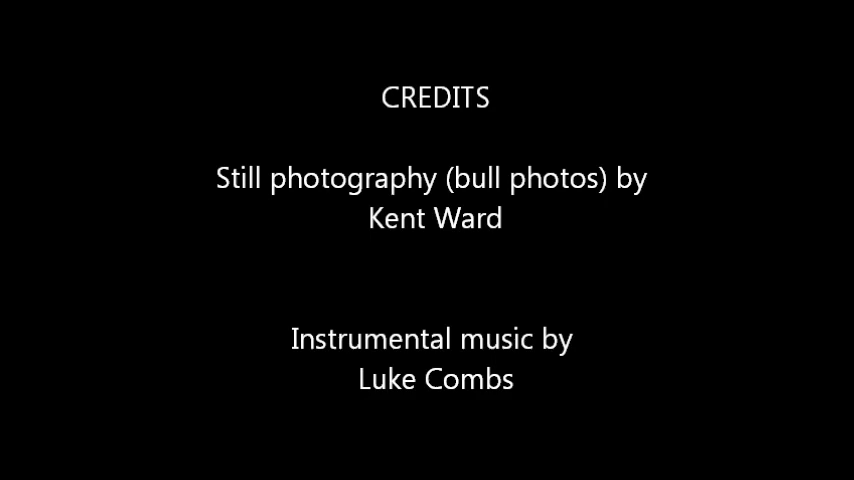 CREDITS
Still photography (bull photos) by
Kent Ward
Instrumental music by
Luke Combs